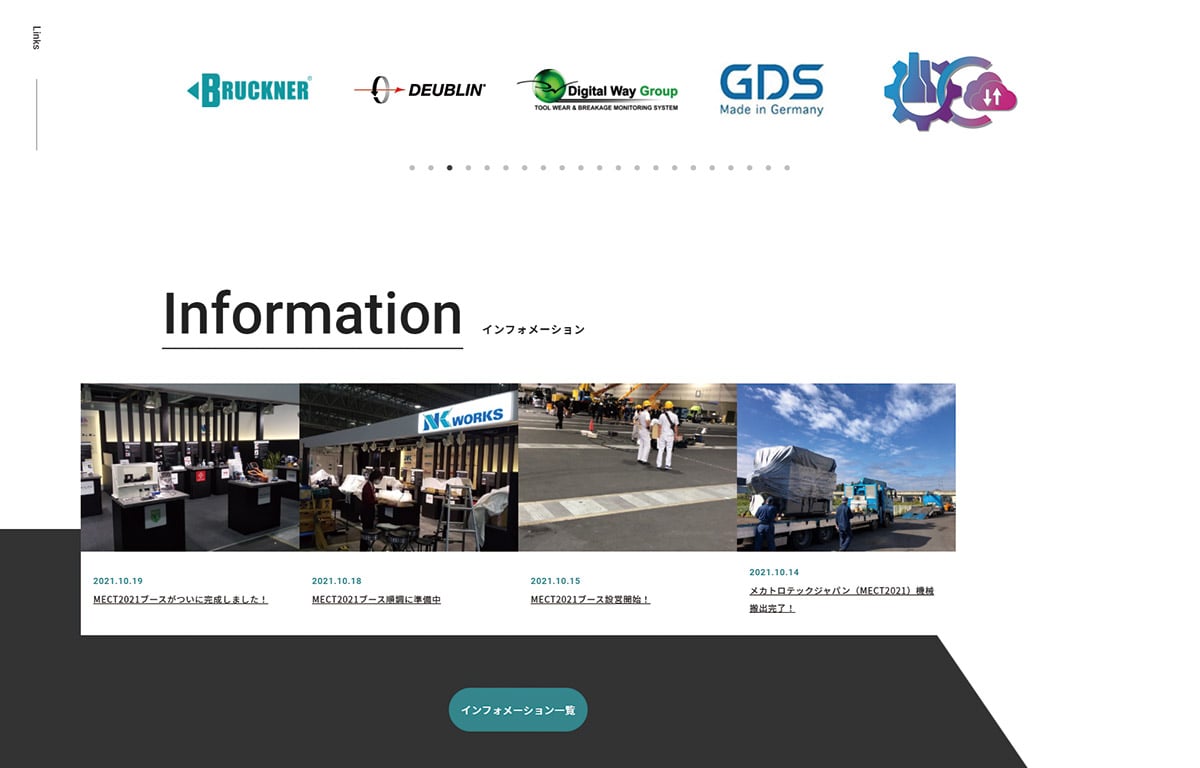 Links
BRUCKNER®
DEUBLIN
Digital Way Group
TOOL WEAR & BREAKAGE MONITORING SYSTEM
GDS
Made in Germany
Information
インフォメーション
NK WORKS
2021.10.19
MECT2021ブースがついに完成しました！
2021.10.18
MECT2021ブース順調に準備中
2021.10.15
MECT2021ブース設営開始！
2021.10.14
メカトロテックジャパン（MECT2021）機械
搬出完了！
インフォメーション一覧